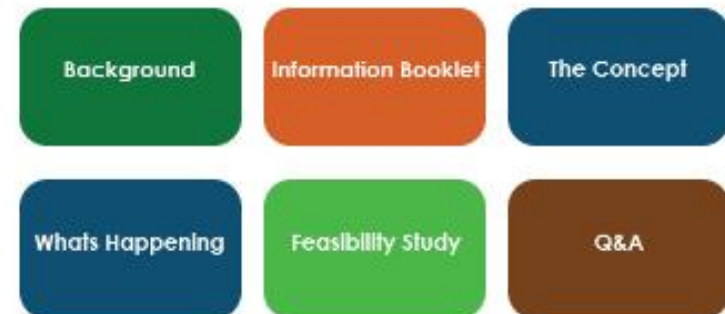 Background
Information Booklet
The Concept
Whats Happening
Feasibility Study
Q&A